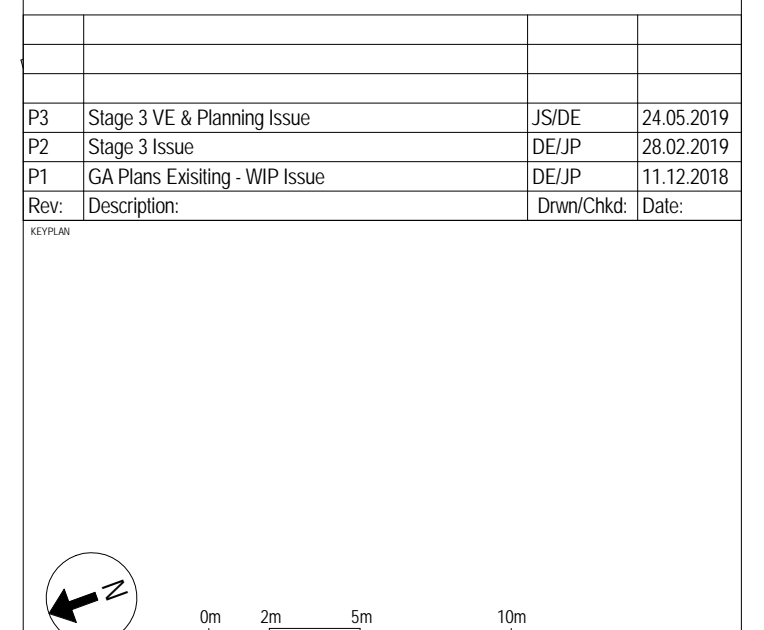 P3 Stage 3 VE & Planning Issue JS/DE 24.05.2019
P2 Stage 3 Issue DE/JP 28.02.2019
P1 GA Plans Exisiting - WIP Issue DE/JP 11.12.2018
Rev: Description: Drwn/Chkd: Date:
KEYPLAN
N
0m 2m 5m 10m